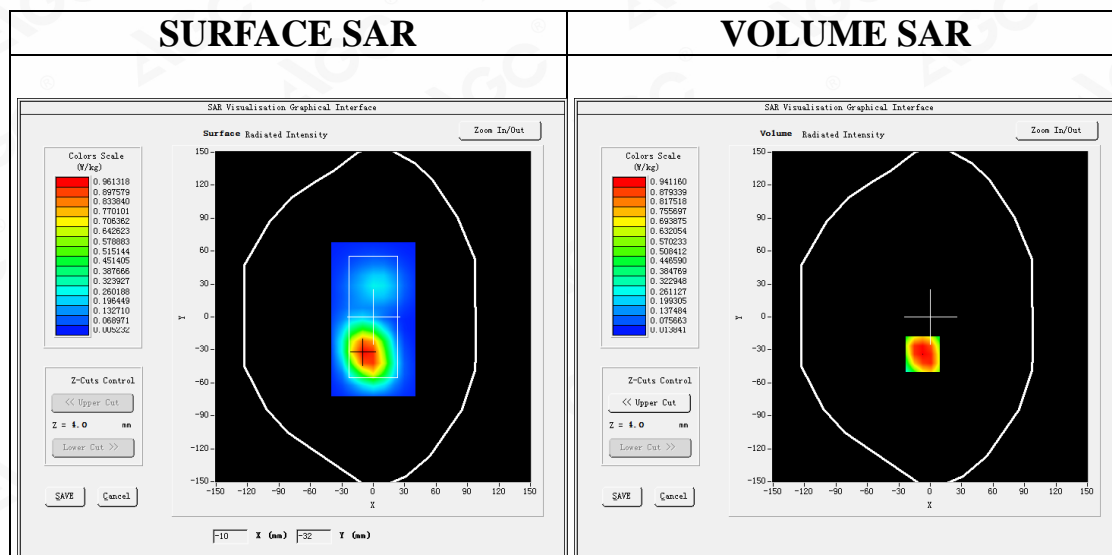 SURFACE SAR
VOLUME SAR
SAR Visualisation Graphical Interface
Surface Radiated Intensity
Zoom In/Out
Colors Scale
(W/kg)
0.961318
0.897579
0.833840
0.770101
0.706362
0.642623
0.578883
0.515144
0.451405
0.387666
0.323927
0.260188
0.196449
0.132710
0.068971
0.005232
Z-Cuts Control
<< Upper Cut
Z = 4.0 mm
Lower Cut >>
SAVE Cancel
150
120
90
60
30
0
-30
-60
-90
-120
-150
Y
-150 -120 -90 -60 -30 0 30 60 90 120 150
X
-10 X (mm) -32 Y (mm)
SAR Visualisation Graphical Interface
Volume Radiated Intensity
Zoom In/Out
Colors Scale
(W/kg)
0.941160
0.879339
0.817518
0.755697
0.693875
0.632054
0.570233
0.508412
0.446590
0.384769
0.322948
0.261127
0.199305
0.137484
0.075663
0.013841
Z-Cuts Control
<< Upper Cut
Z = 4.0 mm
Lower Cut >>
SAVE Cancel
150
120
90
60
30
0
-30
-60
-90
-120
-150
Y
-150 -120 -90 -60 -30 0 30 60 90 120 150
X